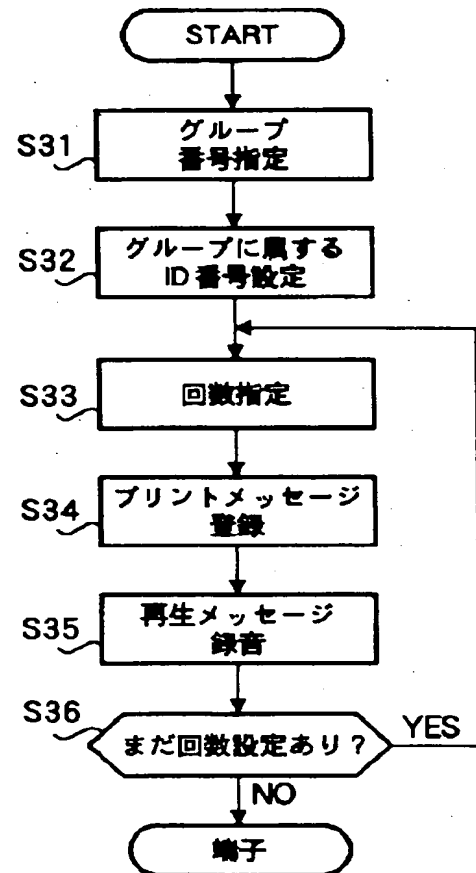 START
S31
グループ
番号指定
S32
グループに属する
ID番号設定
S33
回数指定
S34
プリントメッセージ
登録
S35
再生メッセージ
録音
S36
まだ回数設定あり?
YES
NO
端子